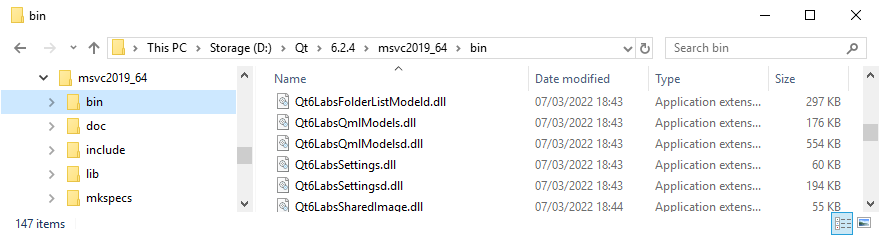 bin
This PC > Storage (D:) > Qt > 6.2.4 > msvc2019_64 > bin
Search bin
msvc2019_64
bin
doc
include
lib
mkspecs
Name Date modified Type Size
Qt6LabsFolderListModeld.dll 07/03/2022 18:43 Application extens... 297 KB
Qt6LabsQmlModels.dll 07/03/2022 18:43 Application extens... 176 KB
Qt6LabsQmlModelsd.dll 07/03/2022 18:43 Application extens... 554 KB
Qt6LabsSettings.dll 07/03/2022 18:43 Application extens... 60 KB
Qt6LabsSettingsd.dll 07/03/2022 18:43 Application extens... 194 KB
Qt6LabsSharedImage.dll 07/03/2022 18:44 Application extens... 55 KB
147 items